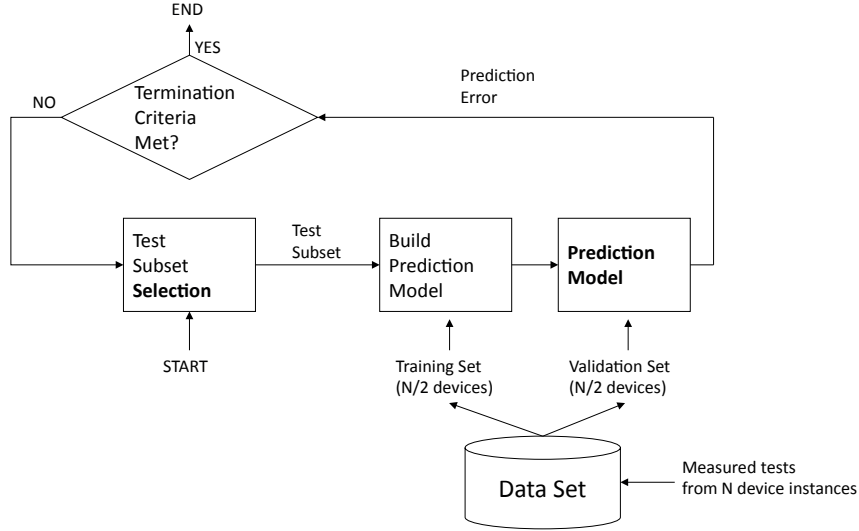 END
YES
NO
Termination
Criteria
Met?
Prediction
Error
Test
Subset
Selection
Test
Subset
Build
Prediction
Model
Prediction
Model
START
Training Set
(N/2 devices)
Validation Set
(N/2 devices)
Data Set
Measured tests
from N device instances